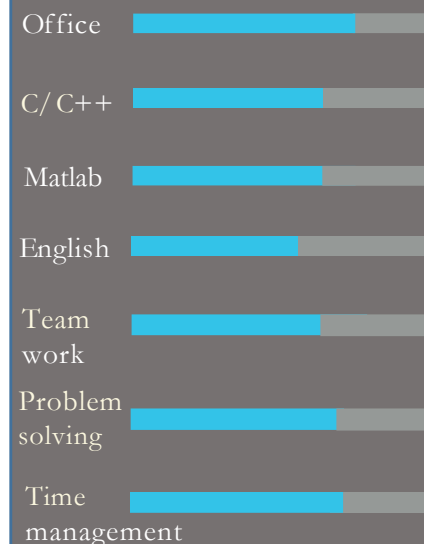 Office
C/ C++
Matlab
English
Team
work
Problem
solving
Time
management